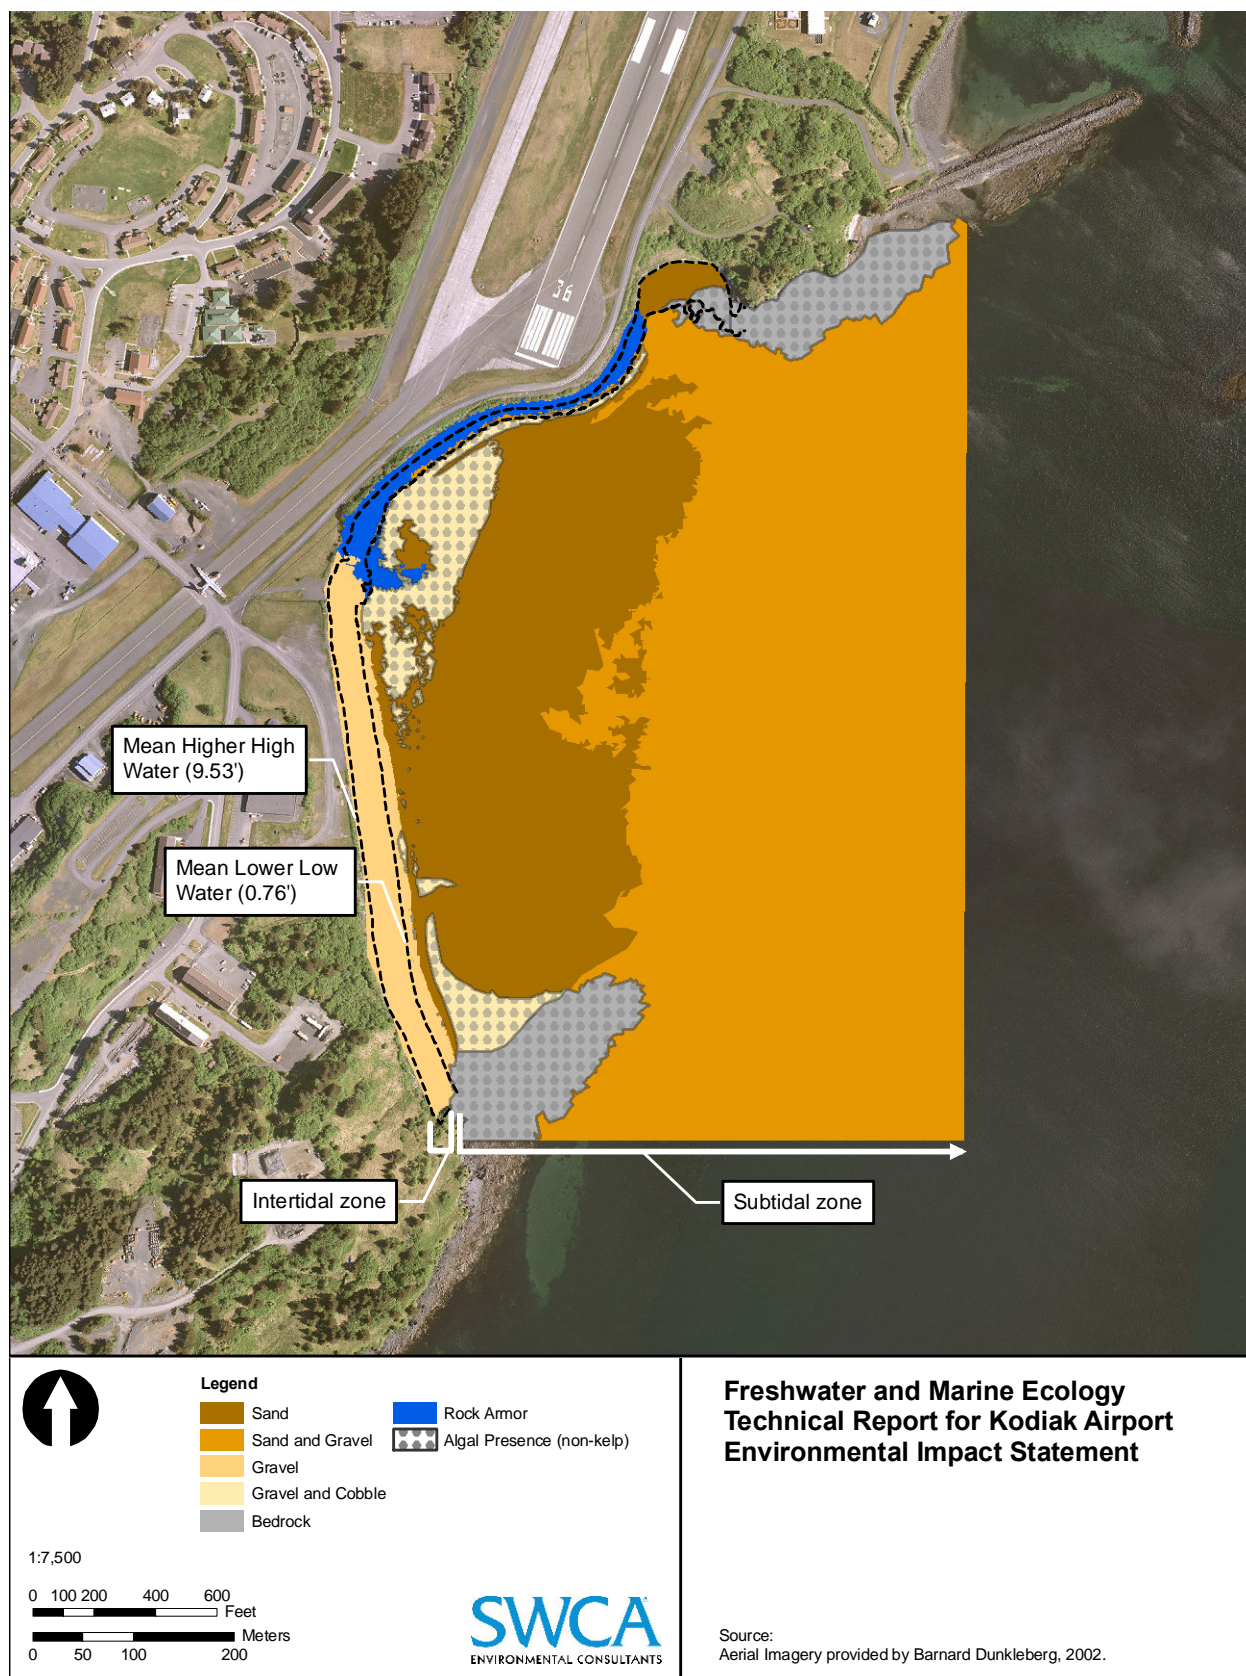 36
Mean Higher High
Water (9.53')
Mean Lower Low
Water (0.76')
Intertidal zone
Subtidal zone
Legend
Sand
Sand and Gravel
Gravel
Gravel and Cobble
Bedrock
Rock Armor
Algal Presence (non-kelp)
1:7,500
0 100 200 400 600
Feet
Meters
0 50 100 200
SWCA
ENVIRONMENTAL CONSULTANTS
Freshwater and Marine Ecology
Technical Report for Kodiak Airport
Environmental Impact Statement
Source:
Aerial Imagery provided by Barnard Dunkleberg, 2002.